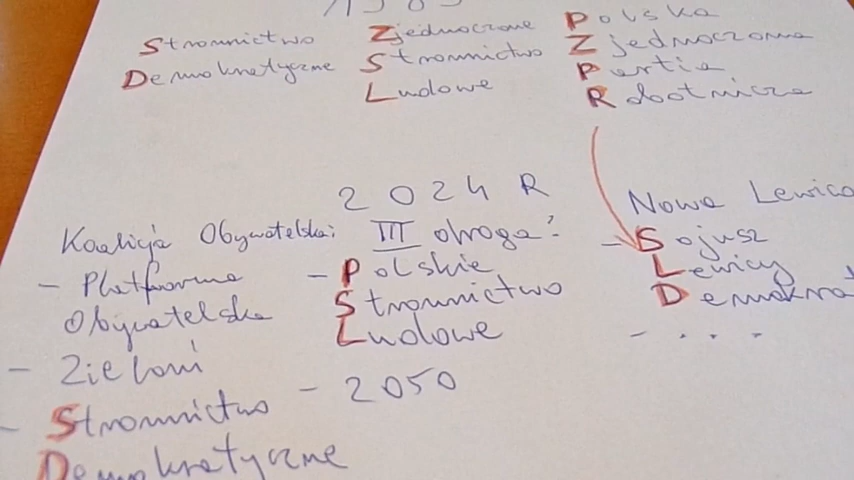 Stronnictwo
Demokratyczne
Zjednoczone
Stronnictwo
Ludowe
Polska
Zjednoczona
Partia
Robotnicza
2024 R
Koalicja Obywatelska:
- Platforma
Obywatelska
- Zieloni
- Stronnictwo
Demokratyczne
III droga:
- Polskie
Stronnictwo
Ludowe
- 2050
Nowa Lewica
- Sojusz
Lewicy
Demokrat
- . . .